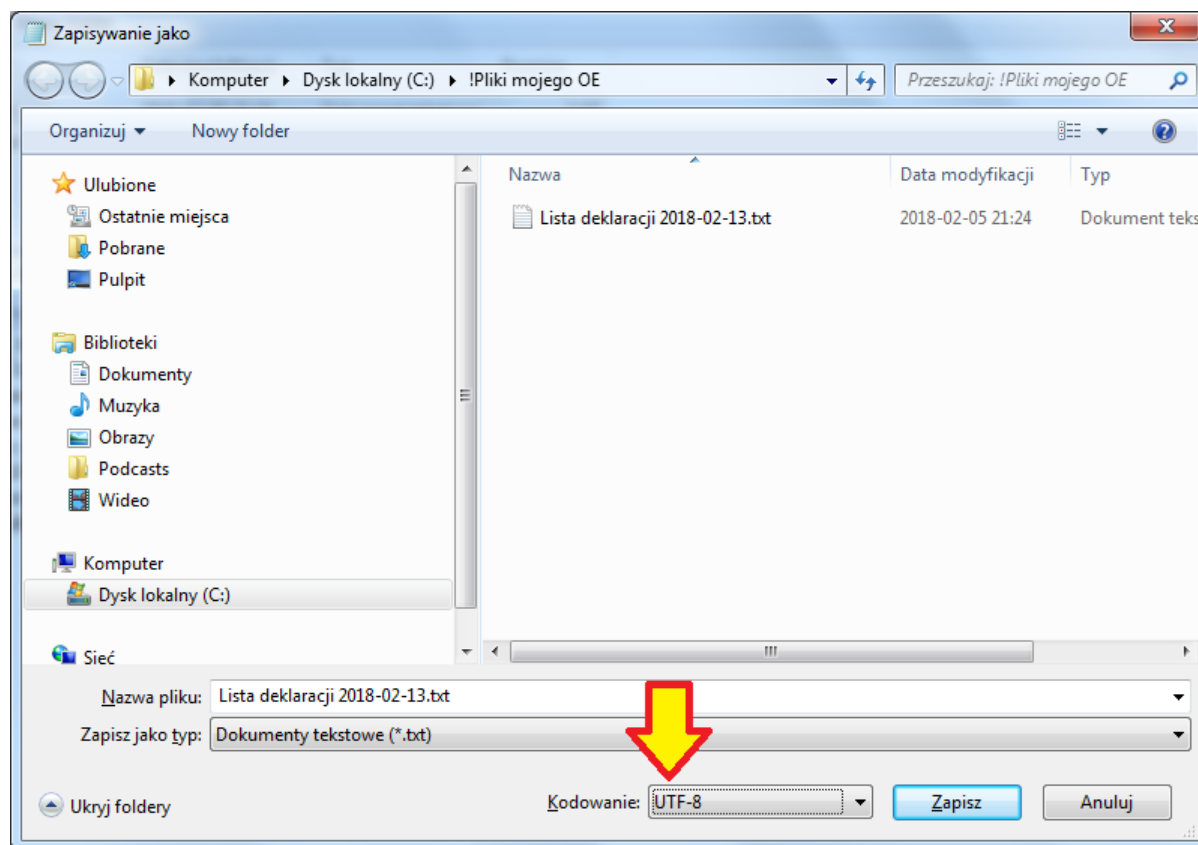 Zapisywanie jako
Komputer Dysk lokalny (C:) !Pliki mojego OE
Przeszukaj: !Pliki mojego OE
Organizuj Nowy folder
Nazwa Data modyfikacji Typ
Lista deklaracji 2018-02-13.txt 2018-02-05 21:24 Dokument teks
Ulubione
Ostatnie miejsca
Pobrane
Pulpit
Biblioteki
Dokumenty
Muzyka
Obrazy
Podcasts
Wideo
Komputer
Dysk lokalny (C:)
Sieć
Nazwa pliku: Lista deklaracji 2018-02-13.txt
Zapisz jako typ: Dokumenty tekstowe (*.txt)
Ukryj foldery Kodowanie: UTF-8 Zapisz Anuluj